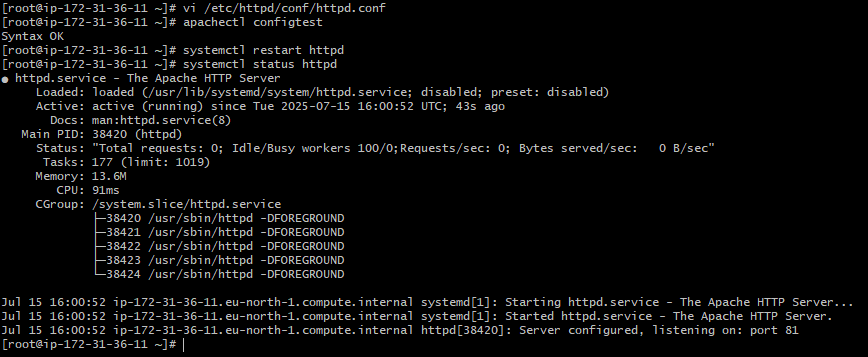 [root@ip-172-31-36-11 ~]# vi /etc/httpd/conf/httpd.conf
[root@ip-172-31-36-11 ~]# apachectl configtest
Syntax OK
[root@ip-172-31-36-11 ~]# systemctl restart httpd
[root@ip-172-31-36-11 ~]# systemctl status httpd
● httpd.service - The Apache HTTP Server
     Loaded: loaded (/usr/lib/systemd/system/httpd.service; disabled; preset: disabled)
     Active: active (running) since Tue 2025-07-15 16:00:52 UTC; 43s ago
       Docs: man:httpd.service(8)
   Main PID: 38420 (httpd)
     Status: "Total requests: 0; Idle/Busy workers 100/0;Requests/sec: 0; Bytes served/sec:   0 B/sec"
      Tasks: 177 (limit: 1019)
     Memory: 13.6M
        CPU: 91ms
     CGroup: /system.slice/httpd.service
             ├─38420 /usr/sbin/httpd -DFOREGROUND
             ├─38421 /usr/sbin/httpd -DFOREGROUND
             ├─38422 /usr/sbin/httpd -DFOREGROUND
             ├─38423 /usr/sbin/httpd -DFOREGROUND
             └─38424 /usr/sbin/httpd -DFOREGROUND
Jul 15 16:00:52 ip-172-31-36-11.eu-north-1.compute.internal systemd[1]: Starting httpd.service - The Apache HTTP Server...
Jul 15 16:00:52 ip-172-31-36-11.eu-north-1.compute.internal systemd[1]: Started httpd.service - The Apache HTTP Server.
Jul 15 16:00:52 ip-172-31-36-11.eu-north-1.compute.internal httpd[38420]: Server configured, listening on: port 81
[root@ip-172-31-36-11 ~]#